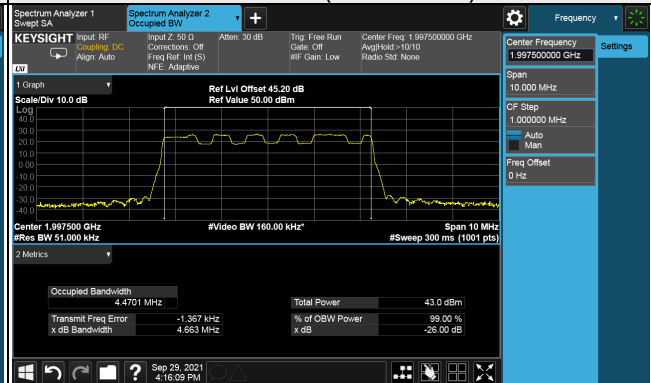 Spectrum Analyzer 1
Swept SA
Spectrum Analyzer 2
Occupied BW
+
Frequency
KEYSIGHT
LXI
Input: RF
Coupling: DC
Align: Auto
Input Z: 50 Ω
Corrections: Off
Freq Ref: Int (S)
NFE: Adaptive
Atten: 30 dB
Trig: Free Run
Gate: Off
#IF Gain: Low
Center Freq: 1.997500000 GHz
Avg|Hold:>10/10
Radio Std: None
Center Frequency
1.997500000 GHz
Settings
Span
10.000 MHz
CF Step
1.000000 MHz
Auto
Man
Freq Offset
0 Hz
1 Graph
Ref Lvl Offset 45.20 dB
Scale/Div 10.0 dB
Ref Value 50.00 dBm
Log
40.0
30.0
20.0
10.0
0.00
-10.0
-20.0
-30.0
-40.0
Center 1.997500 GHz
#Video BW 160.00 kHz*
Span 10 MHz
#Res BW 51.000 kHz
#Sweep 300 ms (1001 pts)
2 Metrics
Occupied Bandwidth
4.4701 MHz
Total Power
43.0 dBm
Transmit Freq Error
-1.367 kHz
% of OBW Power
99.00 %
x dB Bandwidth
4.663 MHz
x dB
-26.00 dB
?
Sep 29, 2021
4:16:09 PM